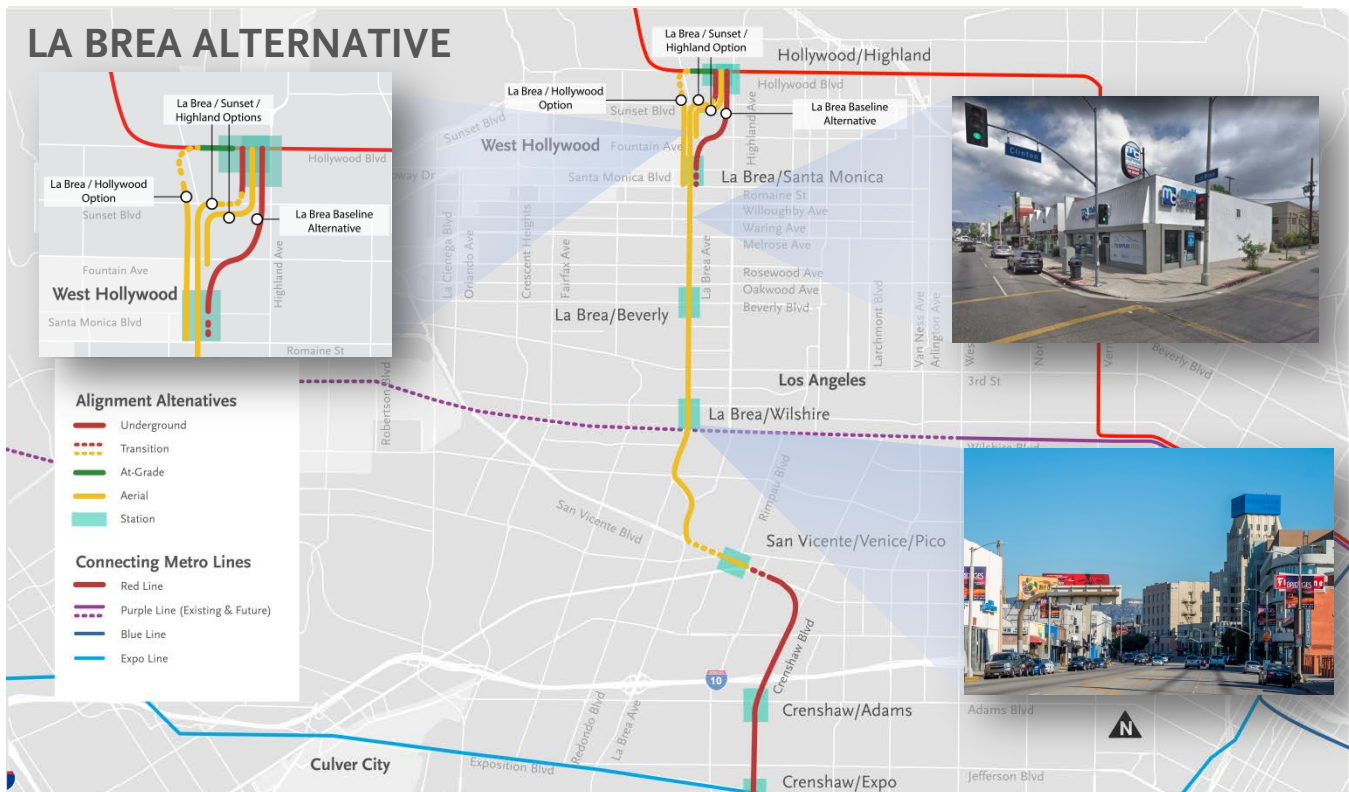 LA BREA ALTERNATIVE
La Brea / Sunset /
Highland Options
Hollywood Blvd
La Brea / Hollywood
Option
Sunset Blvd
La Brea Baseline
Alternative
Fountain Ave
Highland Ave
West Hollywood
Santa Monica Blvd
Romaine St
La Brea / Sunset /
Highland Option
Hollywood/Highland
Hollywood Blvd
La Brea / Hollywood
Option
Sunset Blvd
Highland Ave
La Brea Baseline
Alternative
Sunset Blvd
West Hollywood
Fountain Ave
Santa Monica Blvd
La Brea/Santa Monica
Romaine St
Willoughby Ave
Waring Ave
Melrose Ave
La Cienega Blvd
Orlando Ave
Crescent Heights
Fairfax Ave
La Brea Ave
Rosewood Ave
Oakwood Ave
Beverly Blvd
La Brea/Beverly
Larchmont Blvd
Van Ness Ave
Arlington Ave
Beverly Blvd
Clinton
Los Angeles
3rd St
Robertson Blvd
La Brea/Wilshire
Wilshire Blvd
Rimpau Blvd
San Vicente Blvd
San Vicente/Venice/Pico
Alignment Altenatives
Underground
Transition
At-Grade
Aerial
Station
Connecting Metro Lines
Red Line
Purple Line (Existing & Future)
Blue Line
Expo Line
10
Crenshaw Blvd
Redondo Blvd
La Brea Ave
Crenshaw/Adams
Adams Blvd
N
Culver City
Exposition Blvd
Crenshaw/Expo
Jefferson Blvd